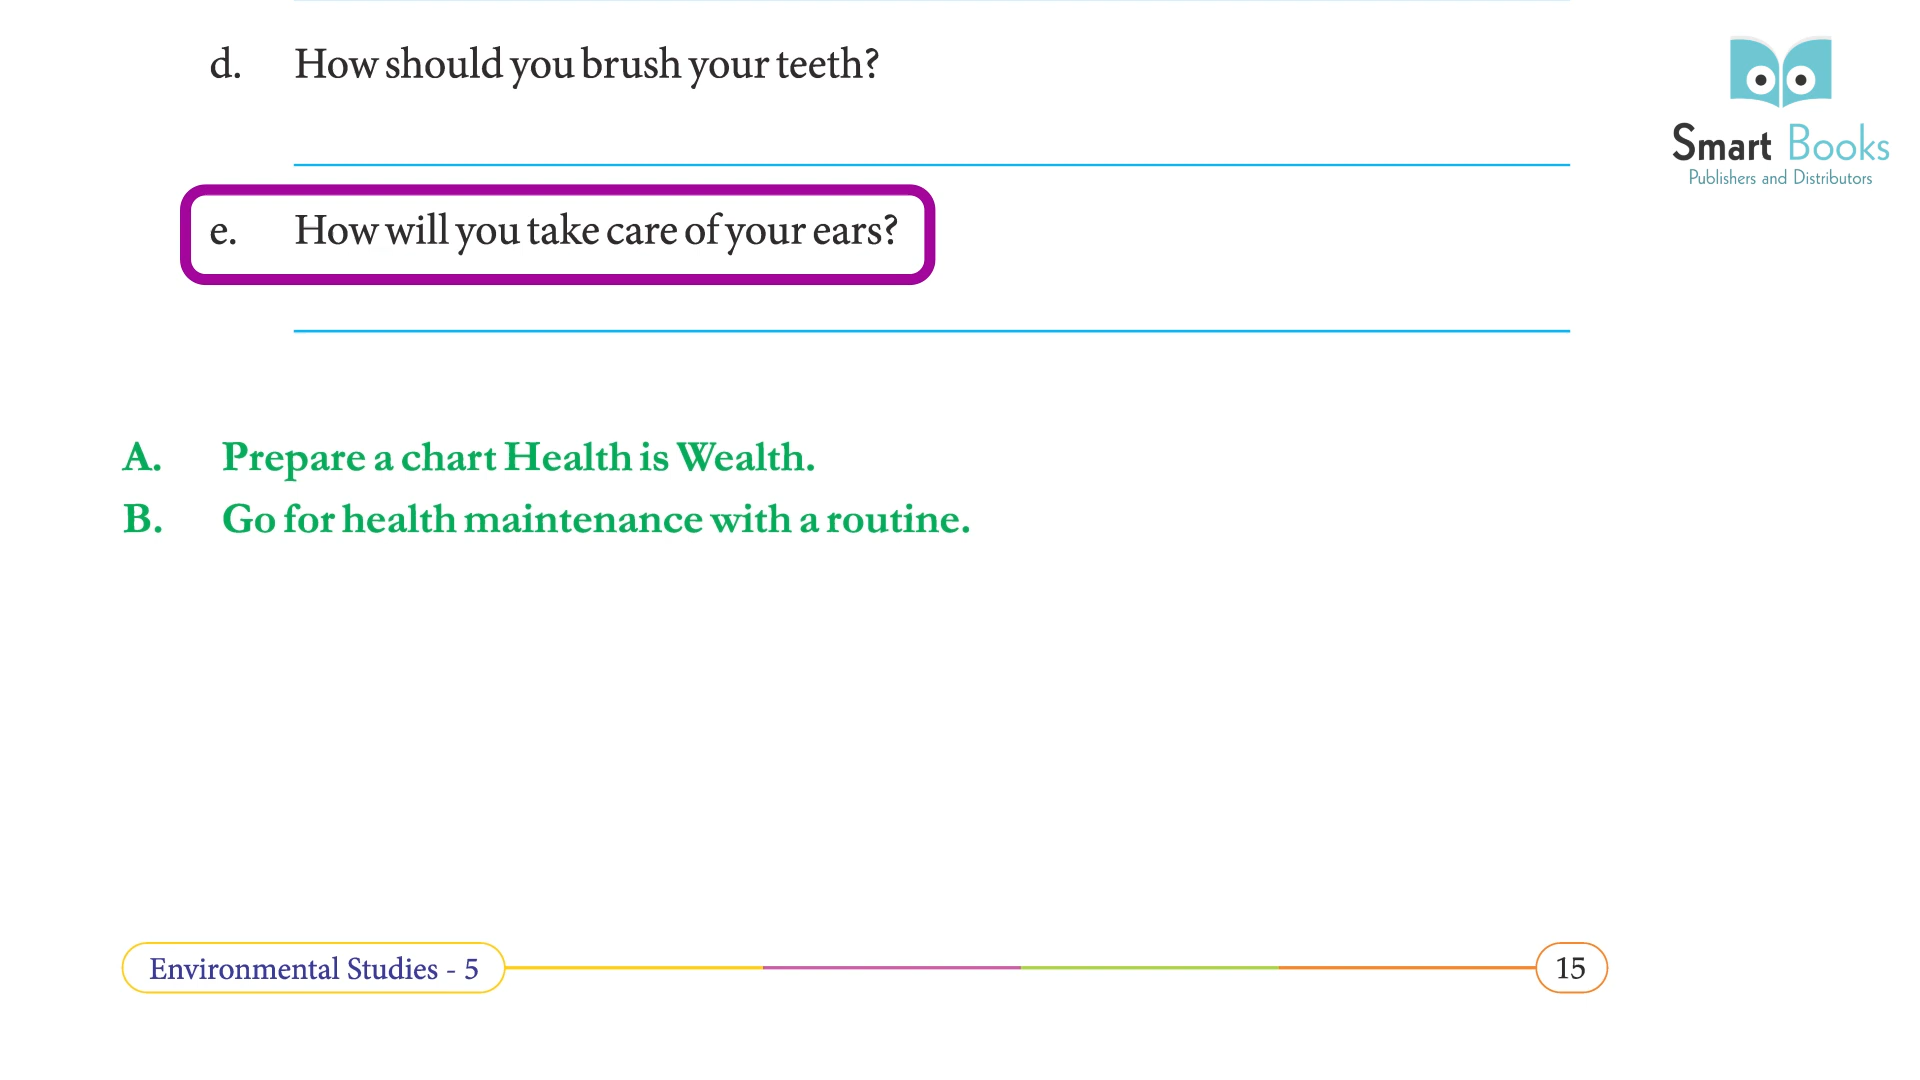 d. How should you brush your teeth?
Smart Books
Publishers and Distributors
e. How will you take care of your ears?
A. Prepare a chart Health is Wealth.
B. Go for health maintenance with a routine.
Environmental Studies - 5
15